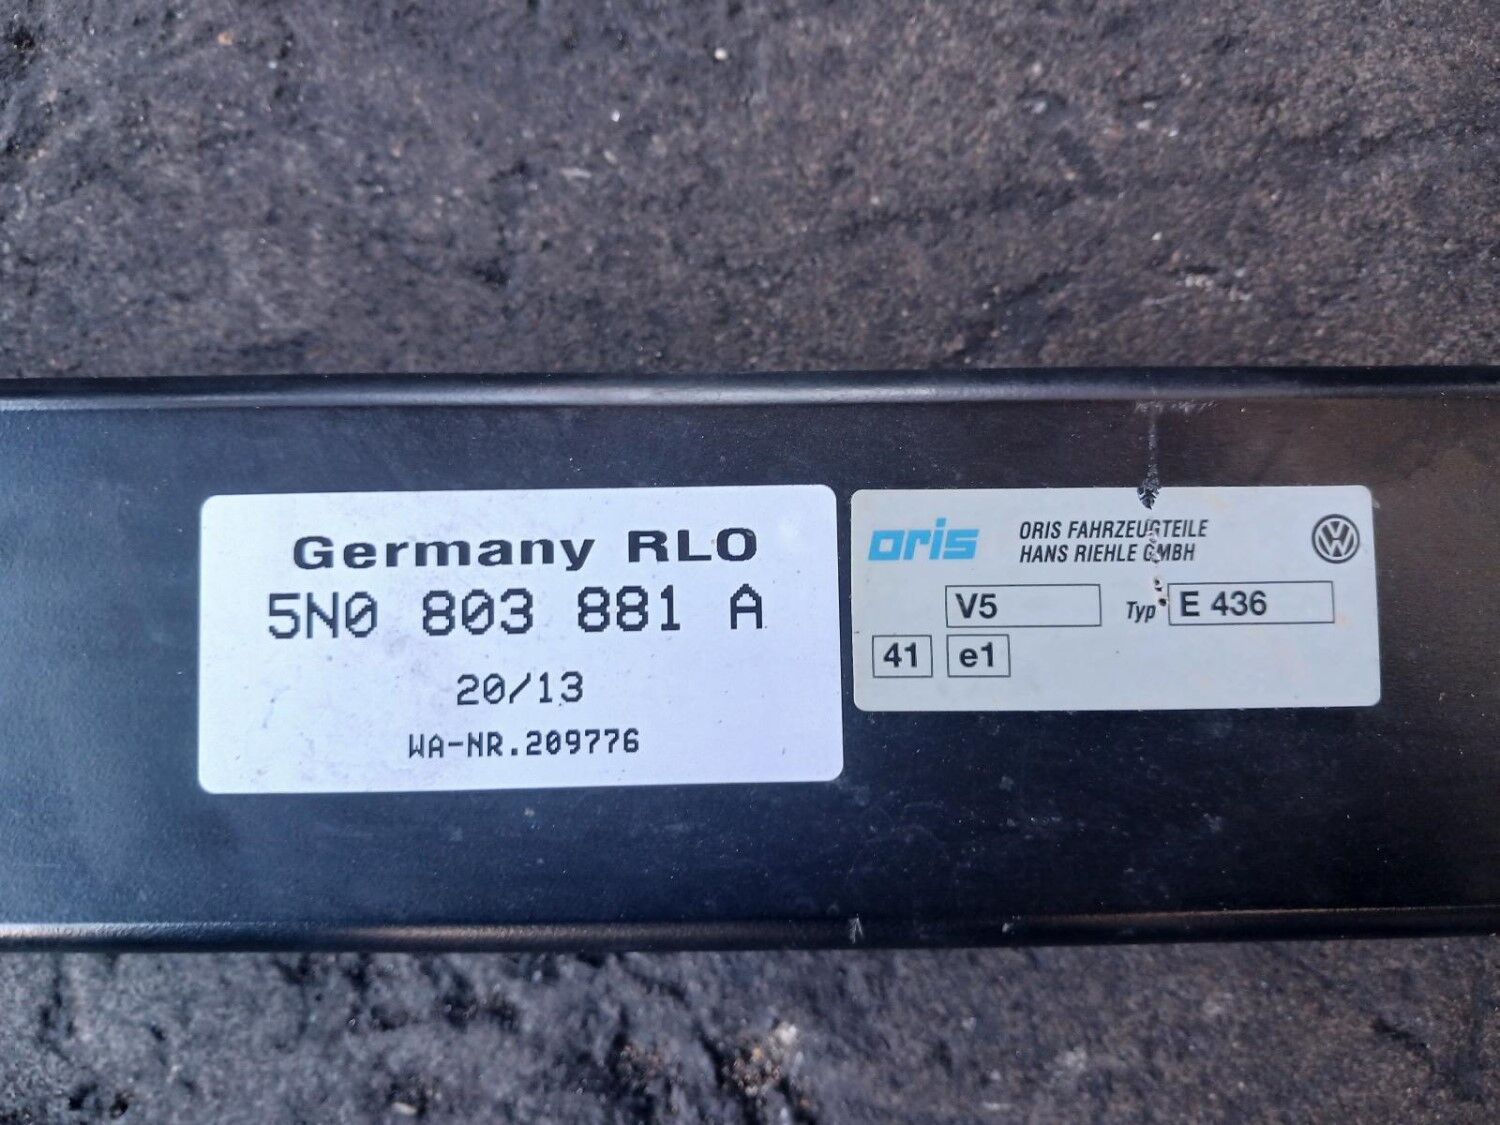 Germany RLO
5N0 803 881 A
20/13
WA-NR.209776
oris
ORIS FAHRZEUGTEILE
HANS RIEHLE GMBH
V5
Typ E 436
41 e1